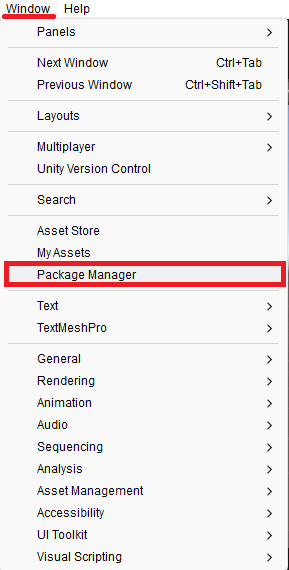 Window Help
Panels
Next Window Ctrl+Tab
Previous Window Ctrl+Shift+Tab
Layouts
Multiplayer
Unity Version Control
Search
Asset Store
My Assets
Package Manager
Text
TextMeshPro
General
Rendering
Animation
Audio
Sequencing
Analysis
Asset Management
Accessibility
UI Toolkit
Visual Scripting